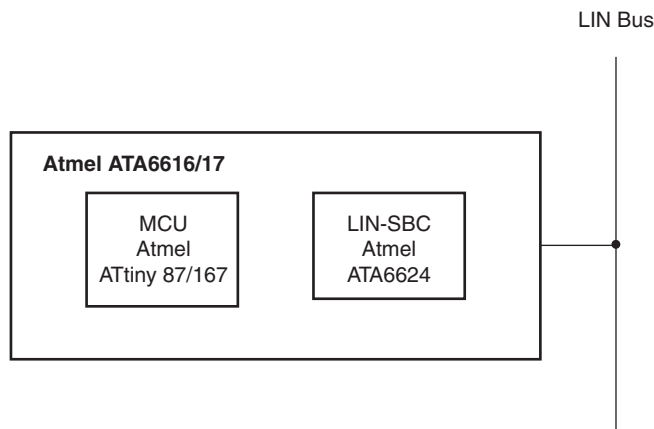 LIN Bus
Atmel ATA6616/17
MCU
Atmel
ATtiny 87/167
LIN-SBC
Atmel
ATA6624